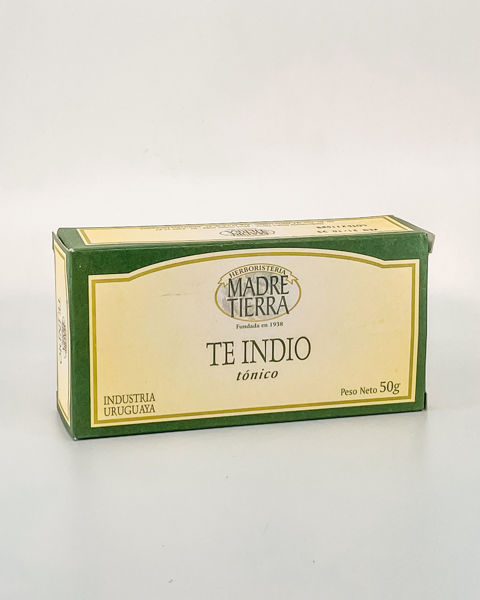 HERBORISTERIA
MADRE
TIERRA
Fundada en 1938
TE INDIO
tónico
INDUSTRIA
URUGUAYA
Peso Neto 50g